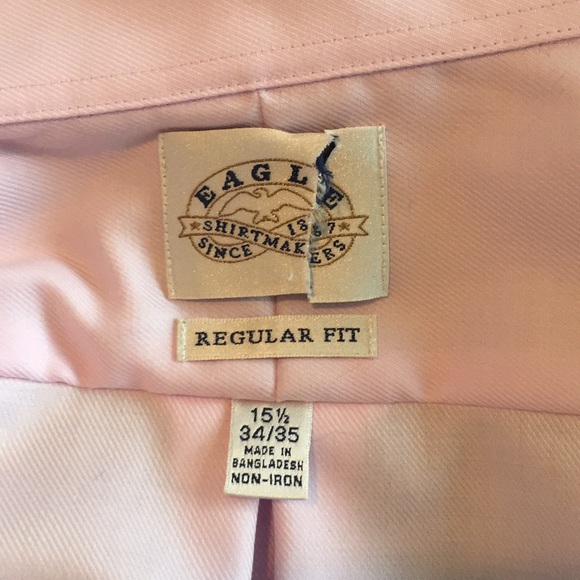 EAGLE
SHIRTMAKERS
SINCE 1867
REGULAR FIT
15½
34/35
MADE IN
BANGLADESH
NON-IRON